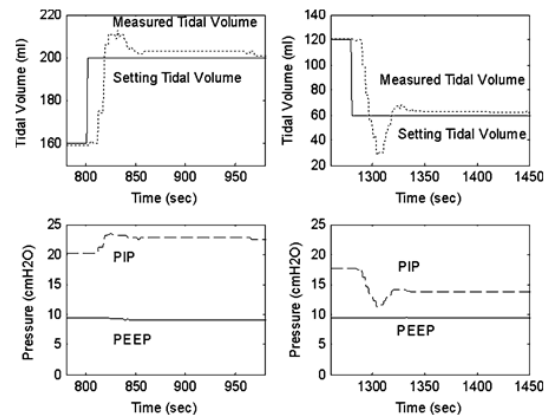 Tidal Volume (ml)
220
200
180
160
Measured Tidal Volume
Setting Tidal Volume
800 850 900 950
Time (sec)
Tidal Volume (ml)
140
120
100
80
60
40
20
Measured Tidal Volume
Setting Tidal Volume
1300 1350 1400 1450
Time (sec)
Pressure (cmH2O)
25
20
15
10
5
0
PIP
PEEP
800 850 900 950
Time (sec)
Pressure (cmH2O)
25
20
15
10
5
0
PIP
PEEP
1300 1350 1400 1450
Time (sec)